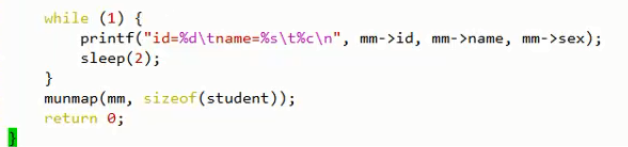 while (1) {
    printf("id=%d\tname=%s\t%c\n", mm->id, mm->name, mm->sex);
    sleep(2);
}
munmap(mm, sizeof(student));
return 0;
}